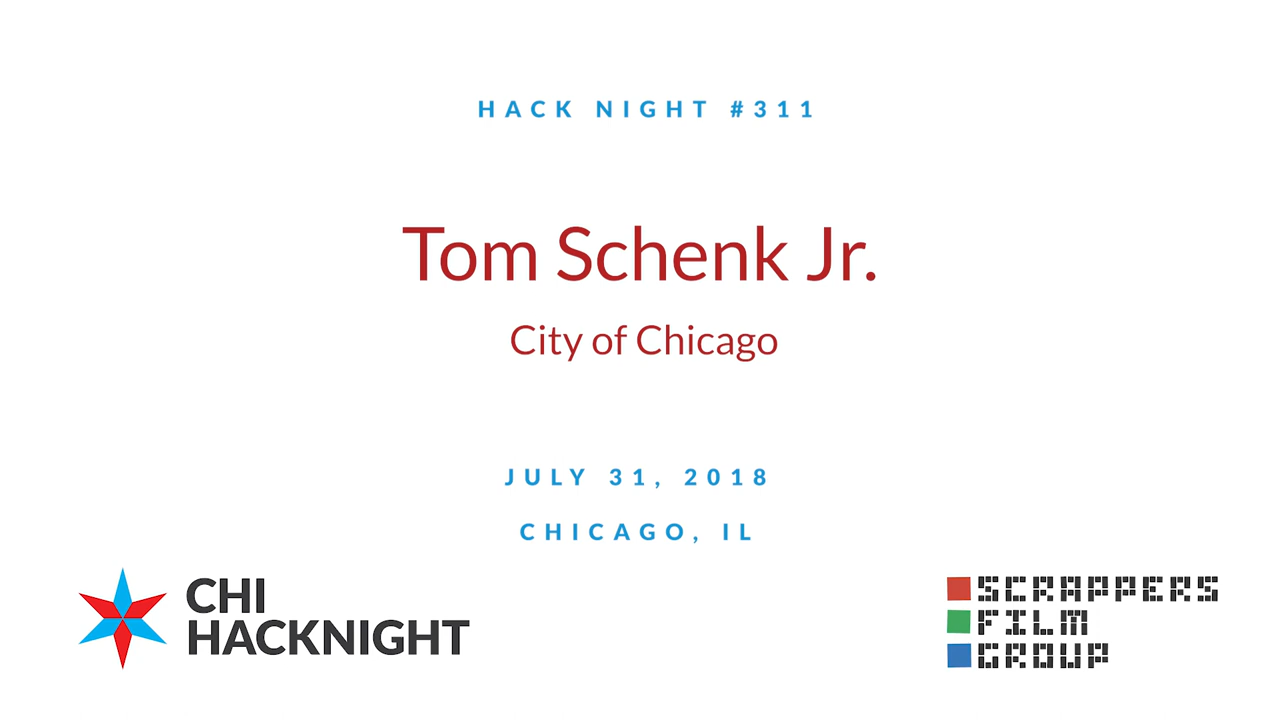 HACK NIGHT #311
Tom Schenk Jr.
City of Chicago
JULY 31, 2018
CHICAGO, IL
CHI
HACKNIGHT
SCRAPPERS
FILM
GROUP